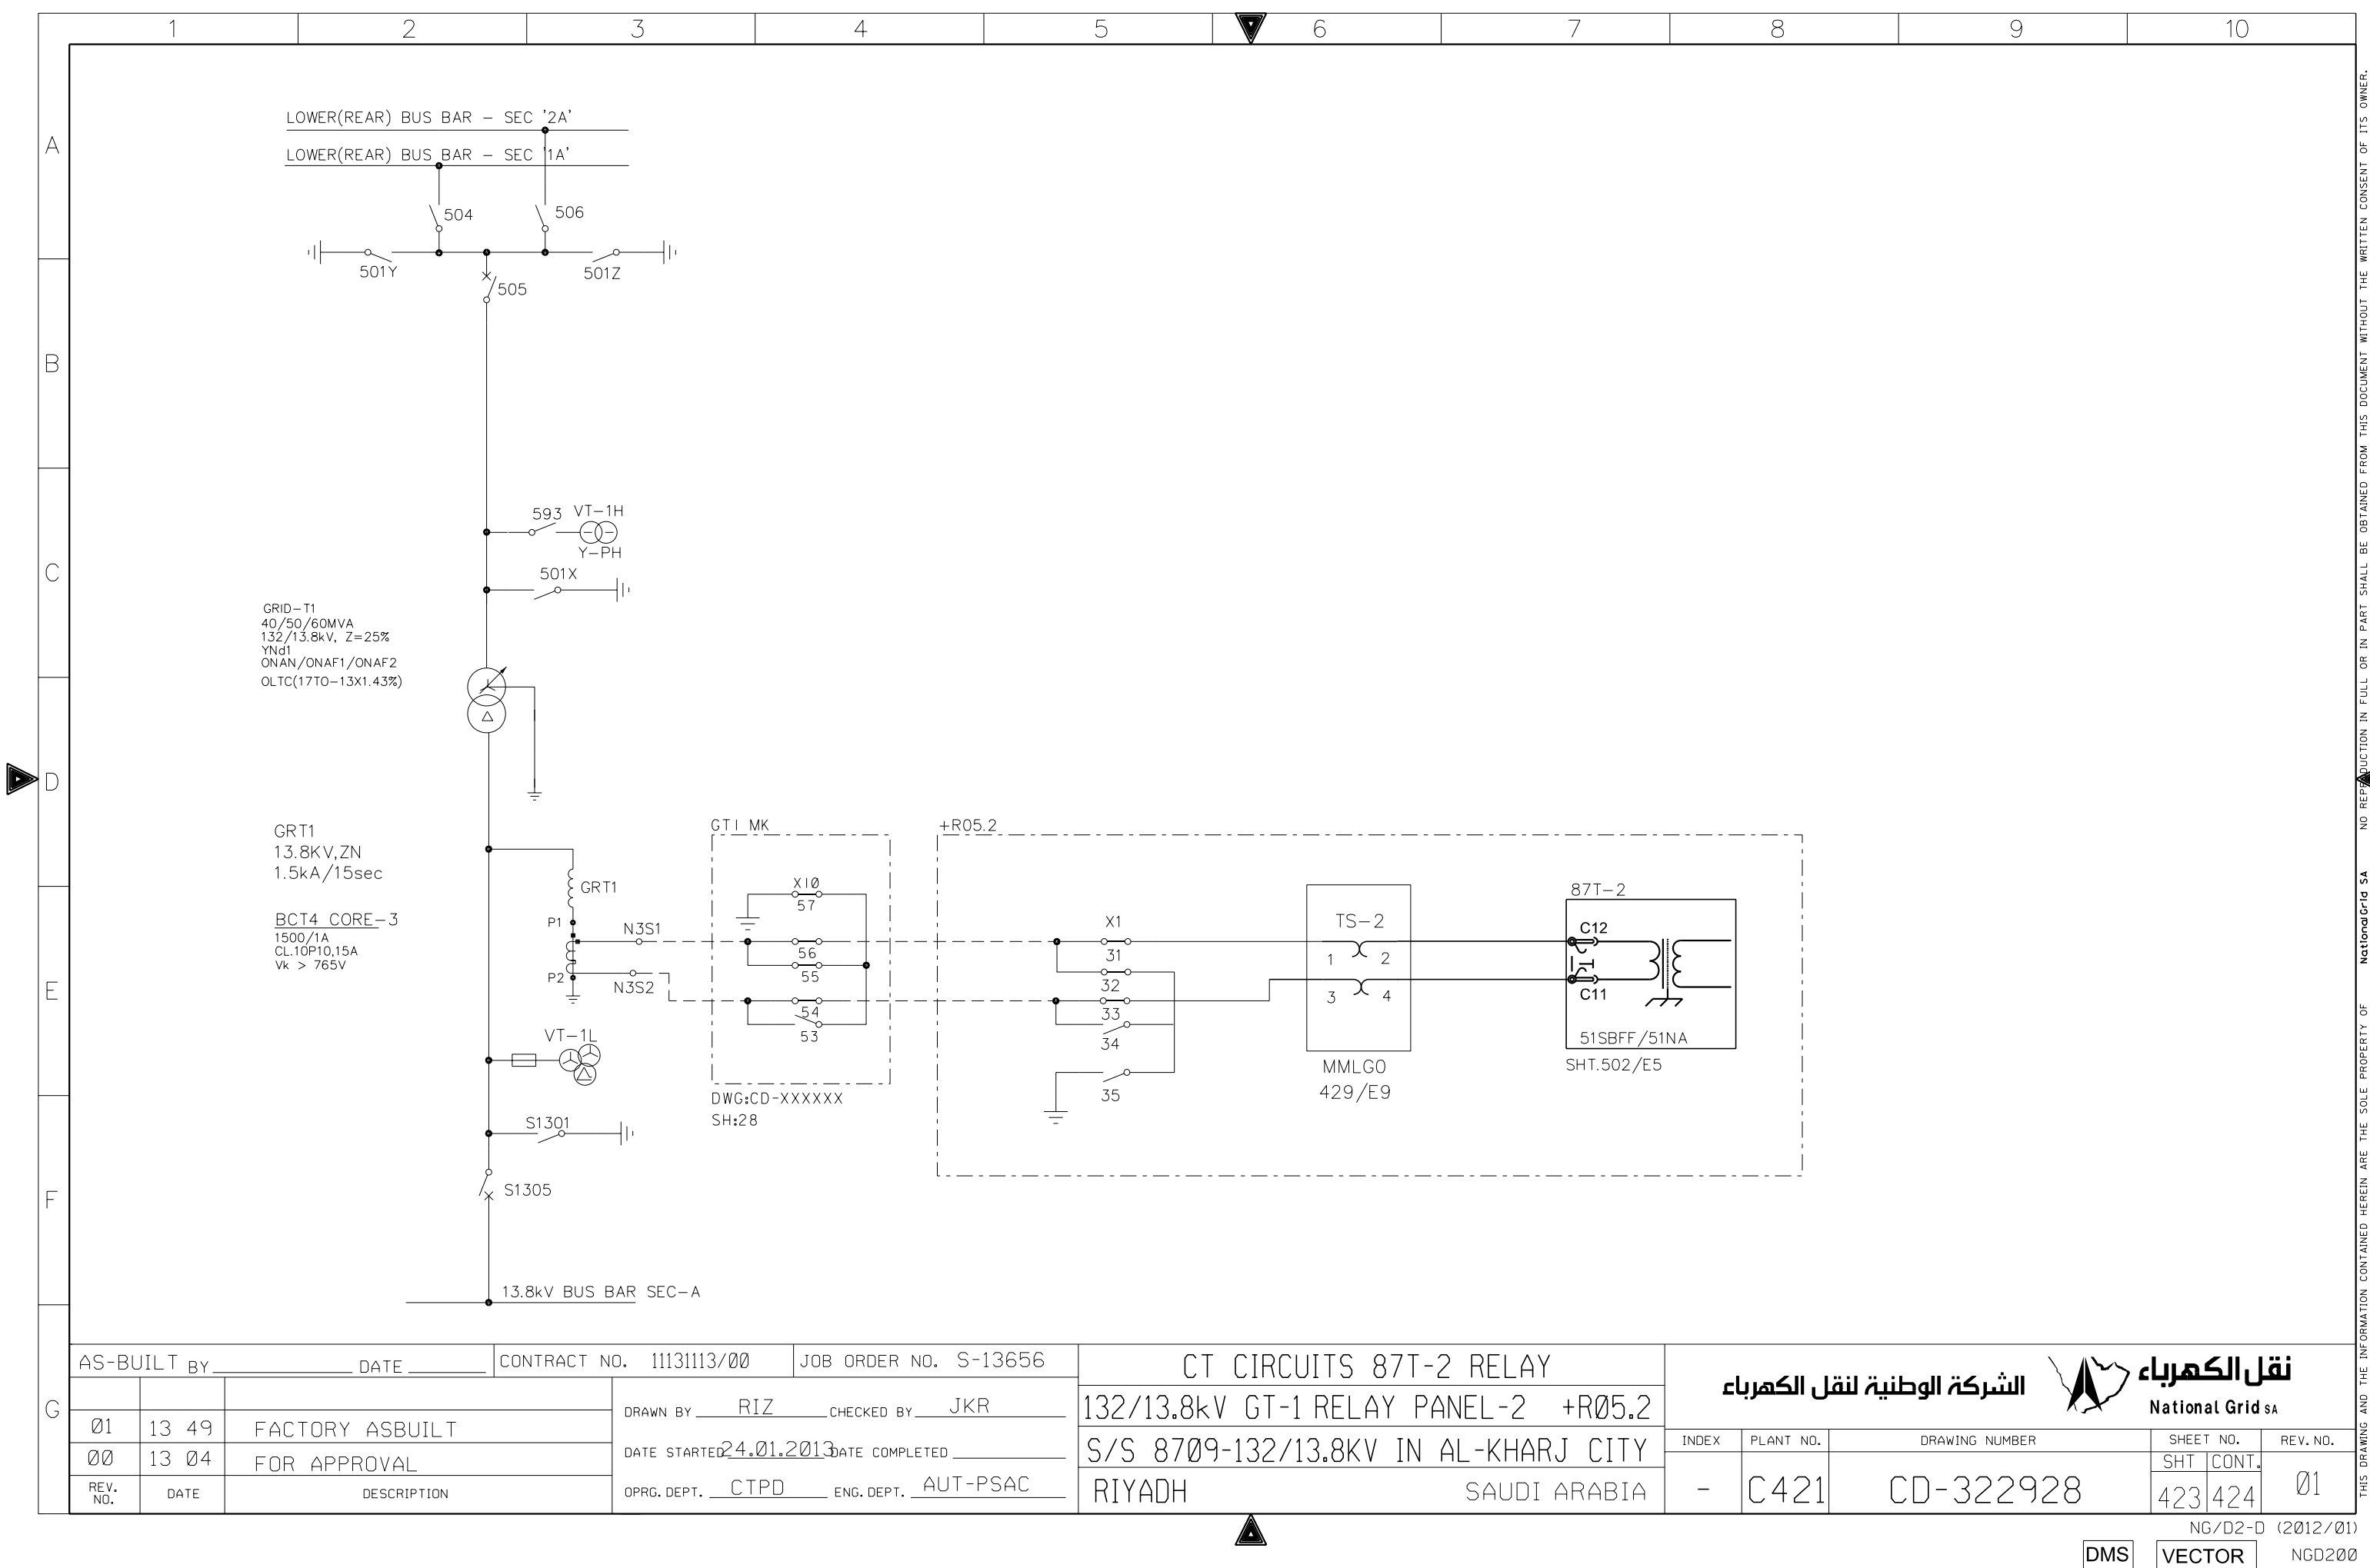 1 2 3 4 5 6 7 8 9 10
A
B
C
D
E
F
G
LOWER(REAR) BUS BAR – SEC '2A'
LOWER(REAR) BUS BAR – SEC '1A'
504
506
501Y
501Z
505
593
VT–1H
Y–PH
501X
GRID–T1
40/50/60MVA
132/13.8kV, Z=25%
YNd1
ONAN/ONAF1/ONAF2
OLTC(17TO–13X1.43%)
GRT1
13.8KV,ZN
1.5kA/15sec
BCT4 CORE–3
1500/1A
CL.10P10,15A
Vk > 765V
GRT1
P1
P2
N3S1
N3S2
VT–1L
S1301
S1305
13.8kV BUS BAR SEC–A
GTI MK
X10
57
56
55
54
53
DWG:CD-XXXXXX
SH:28
+R05.2
X1
31
32
33
34
35
TS–2
1 2
3 4
MMLGO
429/E9
87T–2
C12
C11
51SBFF/51NA
SHT.502/E5
AS-BUILT BY DATE
CONTRACT NO. 11131113/00
JOB ORDER NO. S-13656
01 13 49 FACTORY ASBUILT
00 13 04 FOR APPROVAL
REV. NO. DATE DESCRIPTION
DRAWN BY RIZ CHECKED BY JKR
DATE STARTED 24.01.2013 DATE COMPLETED
OPRG. DEPT. CTPD ENG. DEPT. AUT-PSAC
CT CIRCUITS 87T-2 RELAY
132/13.8kV GT-1 RELAY PANEL-2 +R05.2
S/S 8709-132/13.8KV IN AL-KHARJ CITY
RIYADH SAUDI ARABIA
الشركة الوطنية لنقل الكهرباء
نقل الكهرباء
National Grid SA
INDEX PLANT NO. DRAWING NUMBER SHEET NO. REV. NO.
SHT CONT.
- C421 CD-322928 423 424 01
NG/D2-D (2012/01)
DMS VECTOR NGD200
THIS DRAWING AND THE INFORMATION CONTAINED HEREIN ARE THE SOLE PROPERTY OF NationalGrid SA NO REPRODUCTION IN FULL OR IN PART SHALL BE OBTAINED FROM THIS DOCUMENT WITHOUT THE WRITTEN CONSENT OF ITS OWNER.